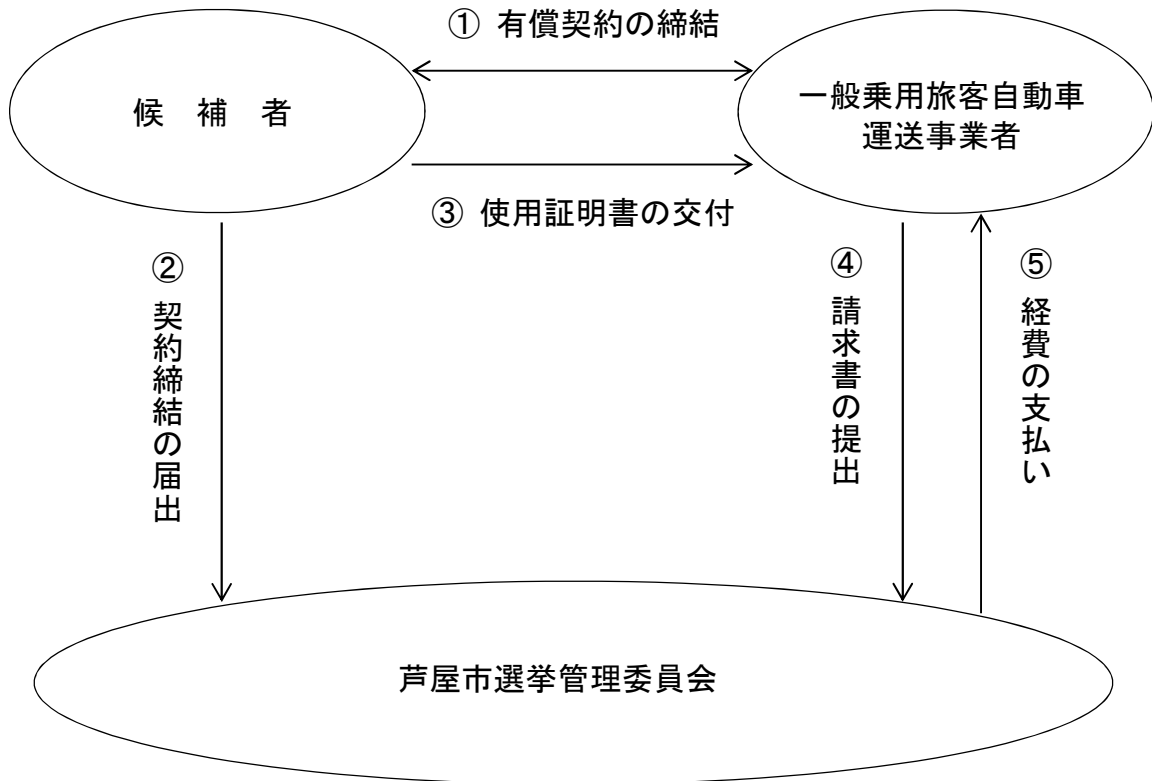 ① 有償契約の締結
候　補　者
一般乗用旅客自動車
運送事業者
③ 使用証明書の交付
② 契約締結の届出
④ 請求書の提出
⑤ 経費の支払い
芦屋市選挙管理委員会